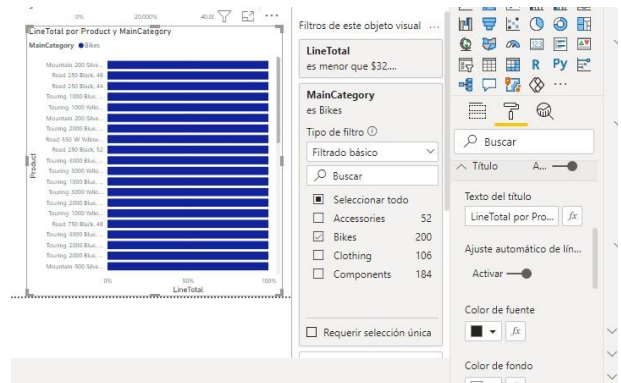 0% 20.000% 40.0
LineTotal por Product y MainCategory
MainCategory Bikes
Mountain 200 Silve...
Road 250 Black, 48
Road 250 Black, 44
Touring 1000 Blue, ...
Touring 1000 Yello...
Mountain 200 Silve...
Touring 2000 Blue, ...
Road 550 W Yellow...
Road 250 Black, 52
Touring 3000 Blue, ...
Touring 3000 Yello...
Touring 1000 Blue, ...
Touring 3000 Yello...
Touring 2000 Blue, ...
Touring 1000 Yello...
Road 750 Black, 48
Touring 3000 Blue, ...
Touring 2000 Blue, ...
Touring 2000 Blue, ...
Mountain 500 Silve...
Product
0% 50% 100%
LineTotal
Filtros de este objeto visual ...
LineTotal
es menor que $32....
MainCategory
es Bikes
Tipo de filtro
Filtrado básico
Buscar
Seleccionar todo
Accessories 52
Bikes 200
Clothing 106
Components 184
Requerir selección única
123
R Py
...
Buscar
Título A...
Texto del título
LineTotal por Pro... fx
Ajuste automático de lín...
Activar
Color de fuente
fx
Color de fondo